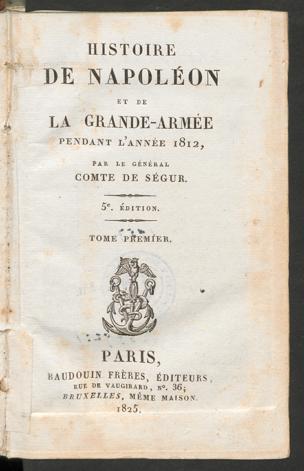 HISTOIRE
DE NAPOLÉON
ET DE
LA GRANDE-ARMÉE
PENDANT L'ANNÉE 1812,
PAR LE GÉNÉRAL
COMTE DE SÉGUR.
5e. ÉDITION.
TOME PREMIER.
PARIS,
BAUDOUIN FRÈRES, ÉDITEURS,
RUE DE VAUGIRARD, No. 36;
BRUXELLES, MÊME MAISON.
1825.